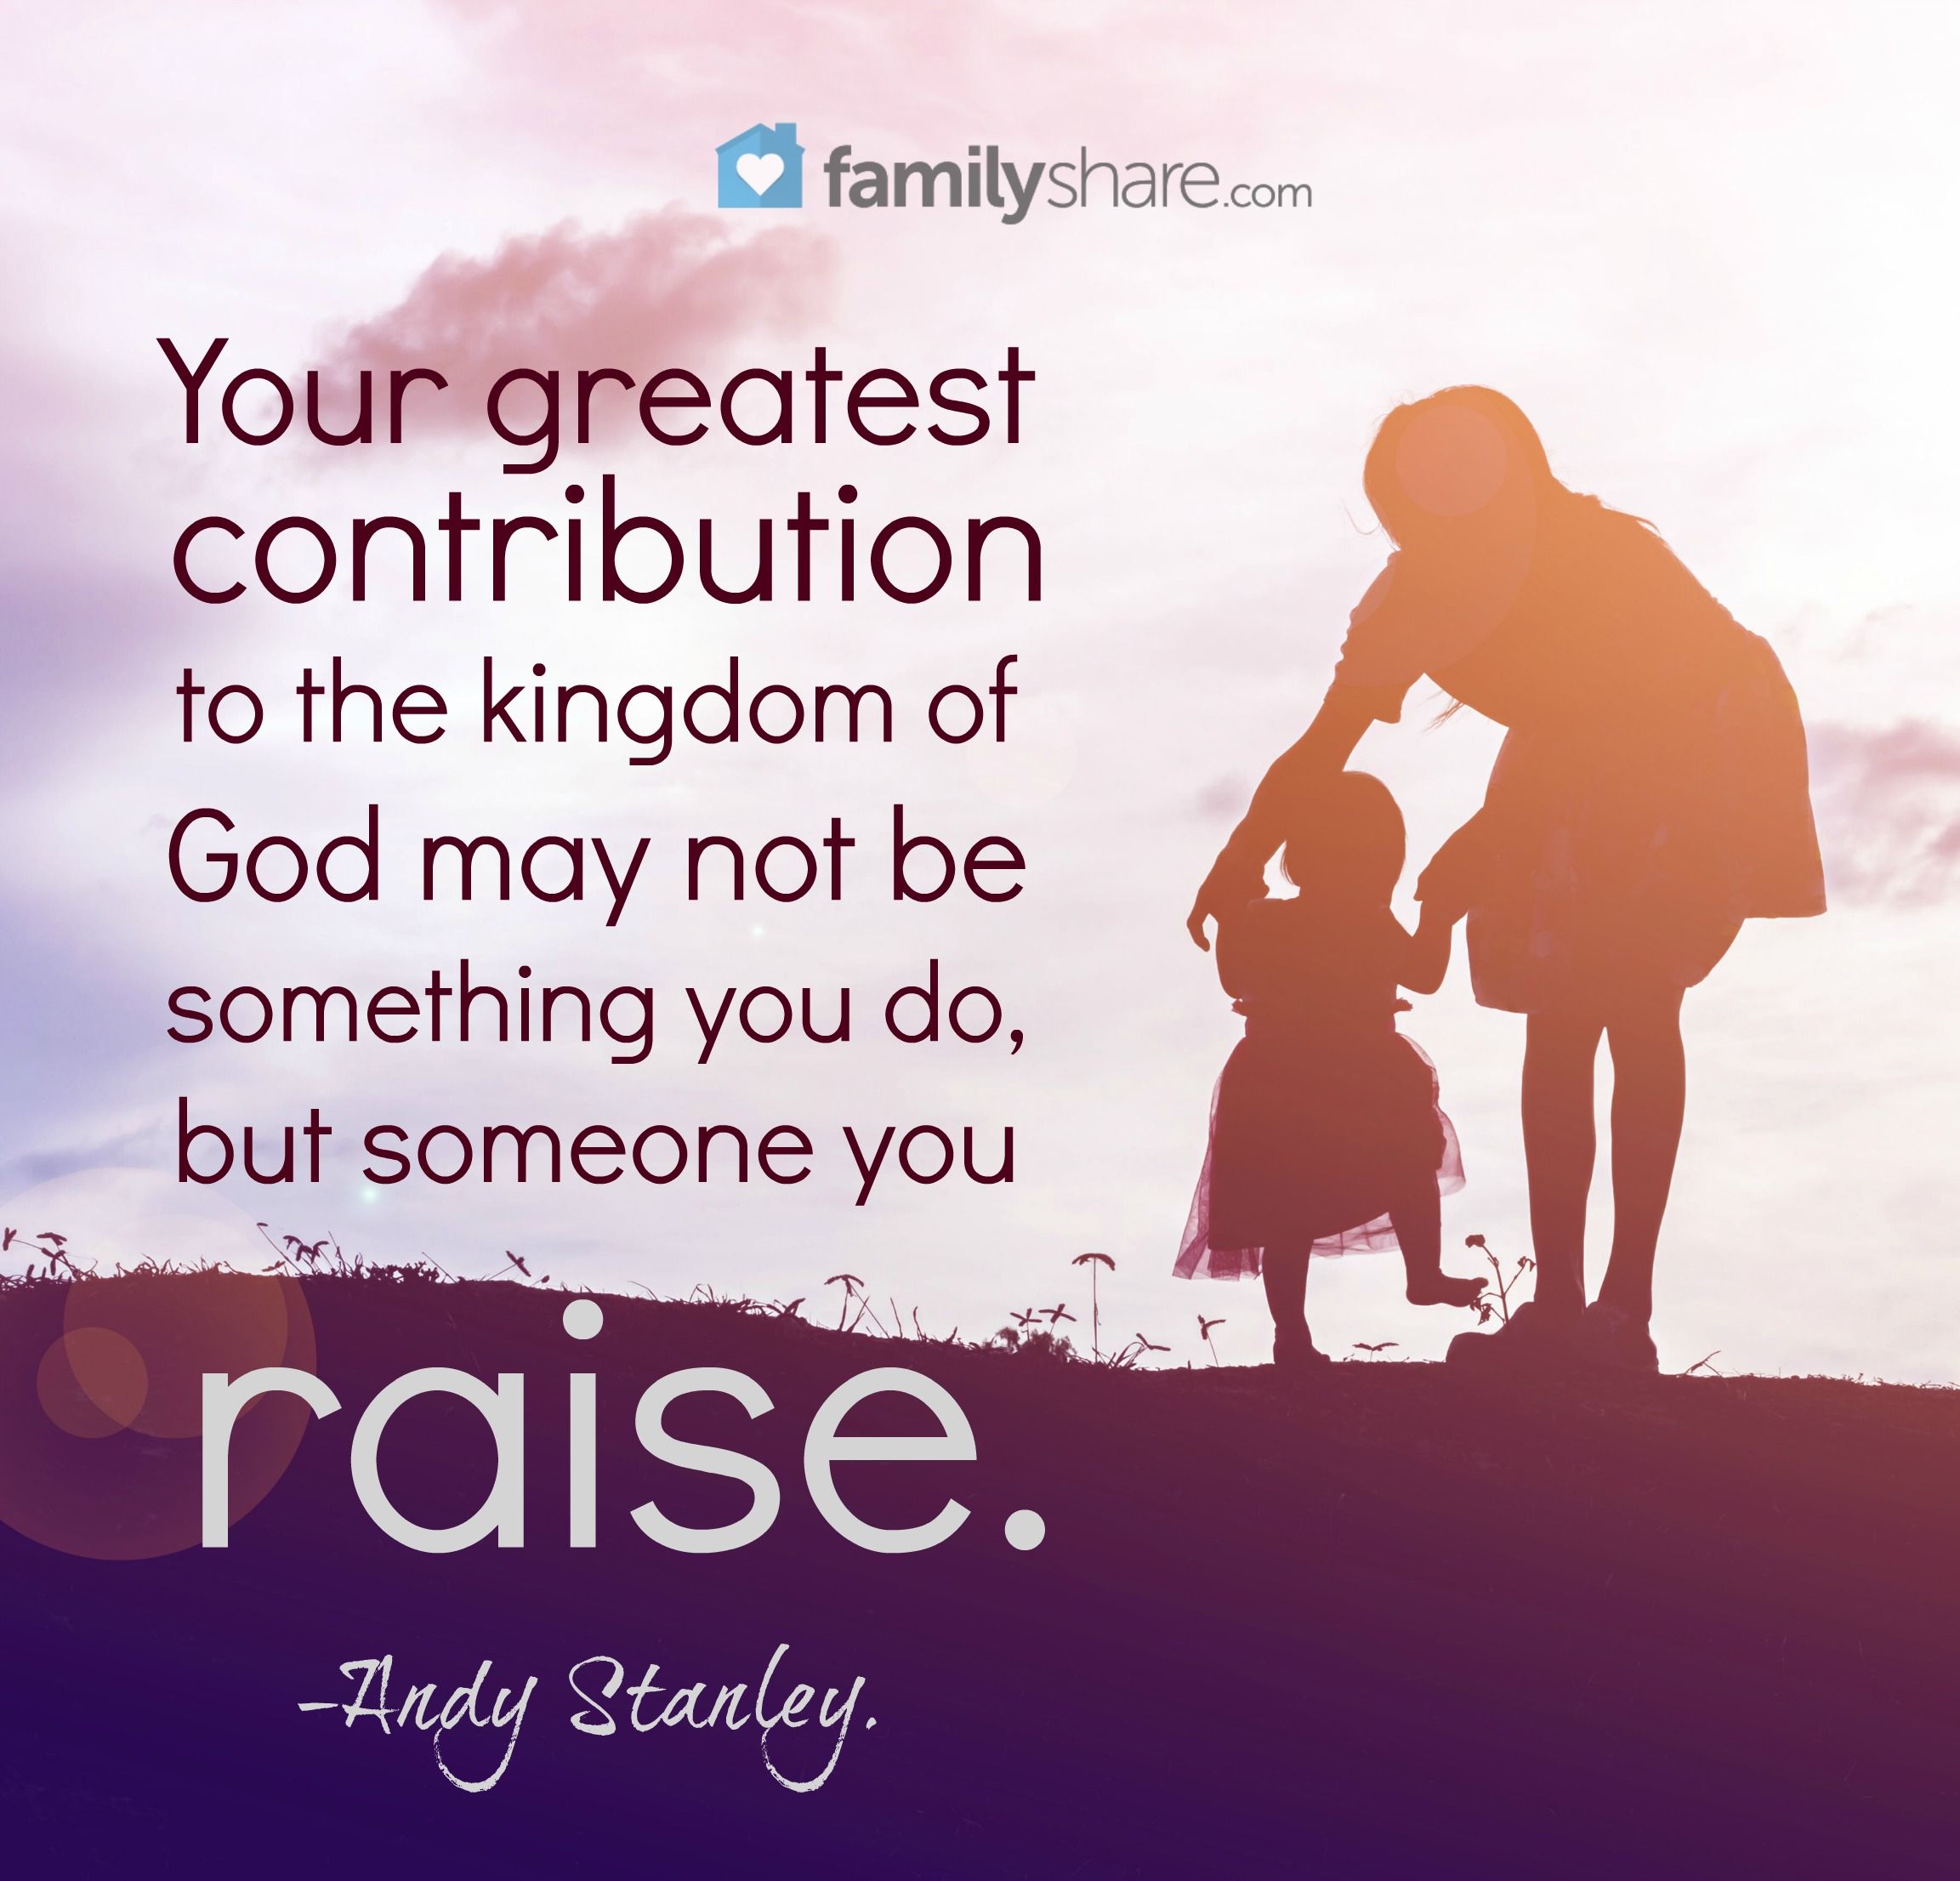 familyshare.com
Your greatest
contribution
to the kingdom of
God may not be
something you do,
but someone you
raise.
-Andy Stanley.